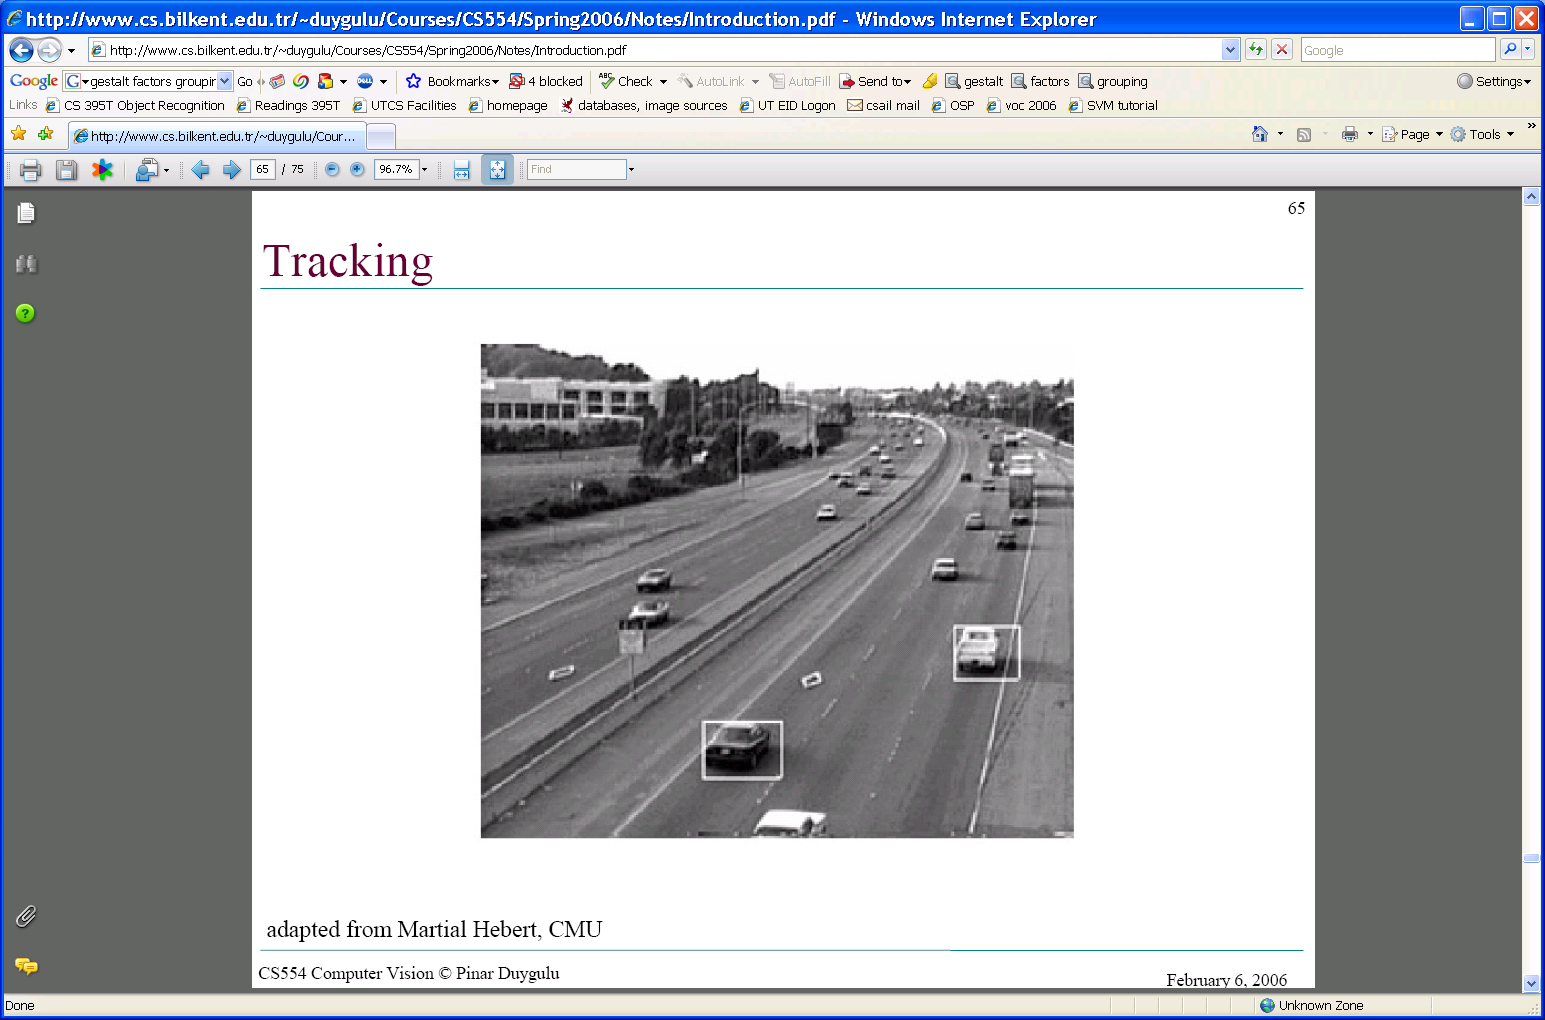 http://www.cs.bilkent.edu.tr/~duygulu/Courses/CS554/Spring2006/Notes/Introduction.pdf - Windows Internet Explorer
http://www.cs.bilkent.edu.tr/~duygulu/Courses/CS554/Spring2006/Notes/Introduction.pdf
Google
Google gestalt factors groupin Go Bookmarks 4 blocked ABC Check AutoLink AutoFill Send to gestalt factors grouping Settings
Links CS 395T Object Recognition Readings 395T UTCS Facilities homepage databases, image sources UT EID Logon csail mail OSP voc 2006 SVM tutorial
http://www.cs.bilkent.edu.tr/~duygulu/Cour... Page Tools »
65 / 75 96.7% Find
65
Tracking
adapted from Martial Hebert, CMU
CS554 Computer Vision © Pinar Duygulu
February 6, 2006
Done Unknown Zone